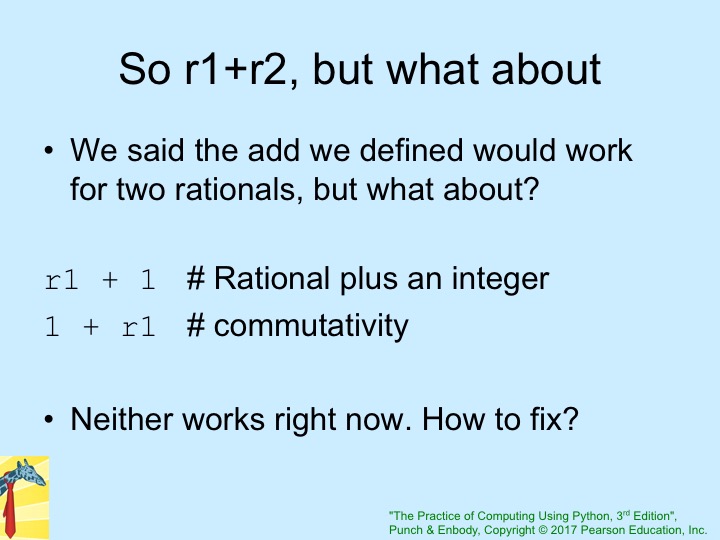 So r1+r2, but what about
• We said the add we defined would work
for two rationals, but what about?
r1 + 1 # Rational plus an integer
1 + r1 # commutativity
• Neither works right now. How to fix?
"The Practice of Computing Using Python, 3rd Edition",
Punch & Enbody, Copyright © 2017 Pearson Education, Inc.